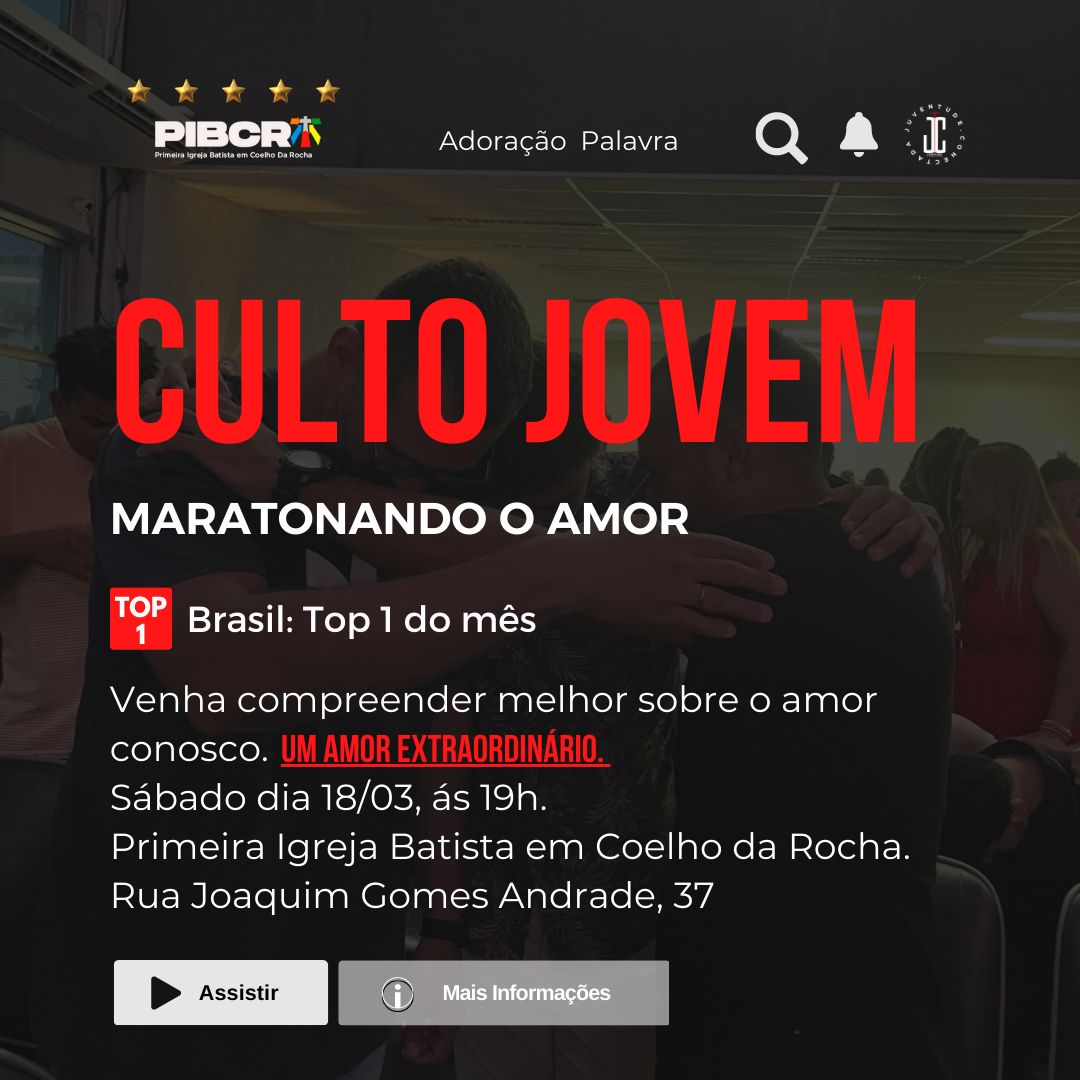 PIBCR
Primeira Igreja Batista em Coelho Da Rocha
Adoração Palavra
JUVENTUDE · CONECTADA
JC
CULTO JOVEM
MARATONANDO O AMOR
TOP
1
Brasil: Top 1 do mês
Venha compreender melhor sobre o amor
conosco. UM AMOR EXTRAORDINÁRIO.
Sábado dia 18/03, ás 19h.
Primeira Igreja Batista em Coelho da Rocha.
Rua Joaquim Gomes Andrade, 37
Assistir
Mais Informações